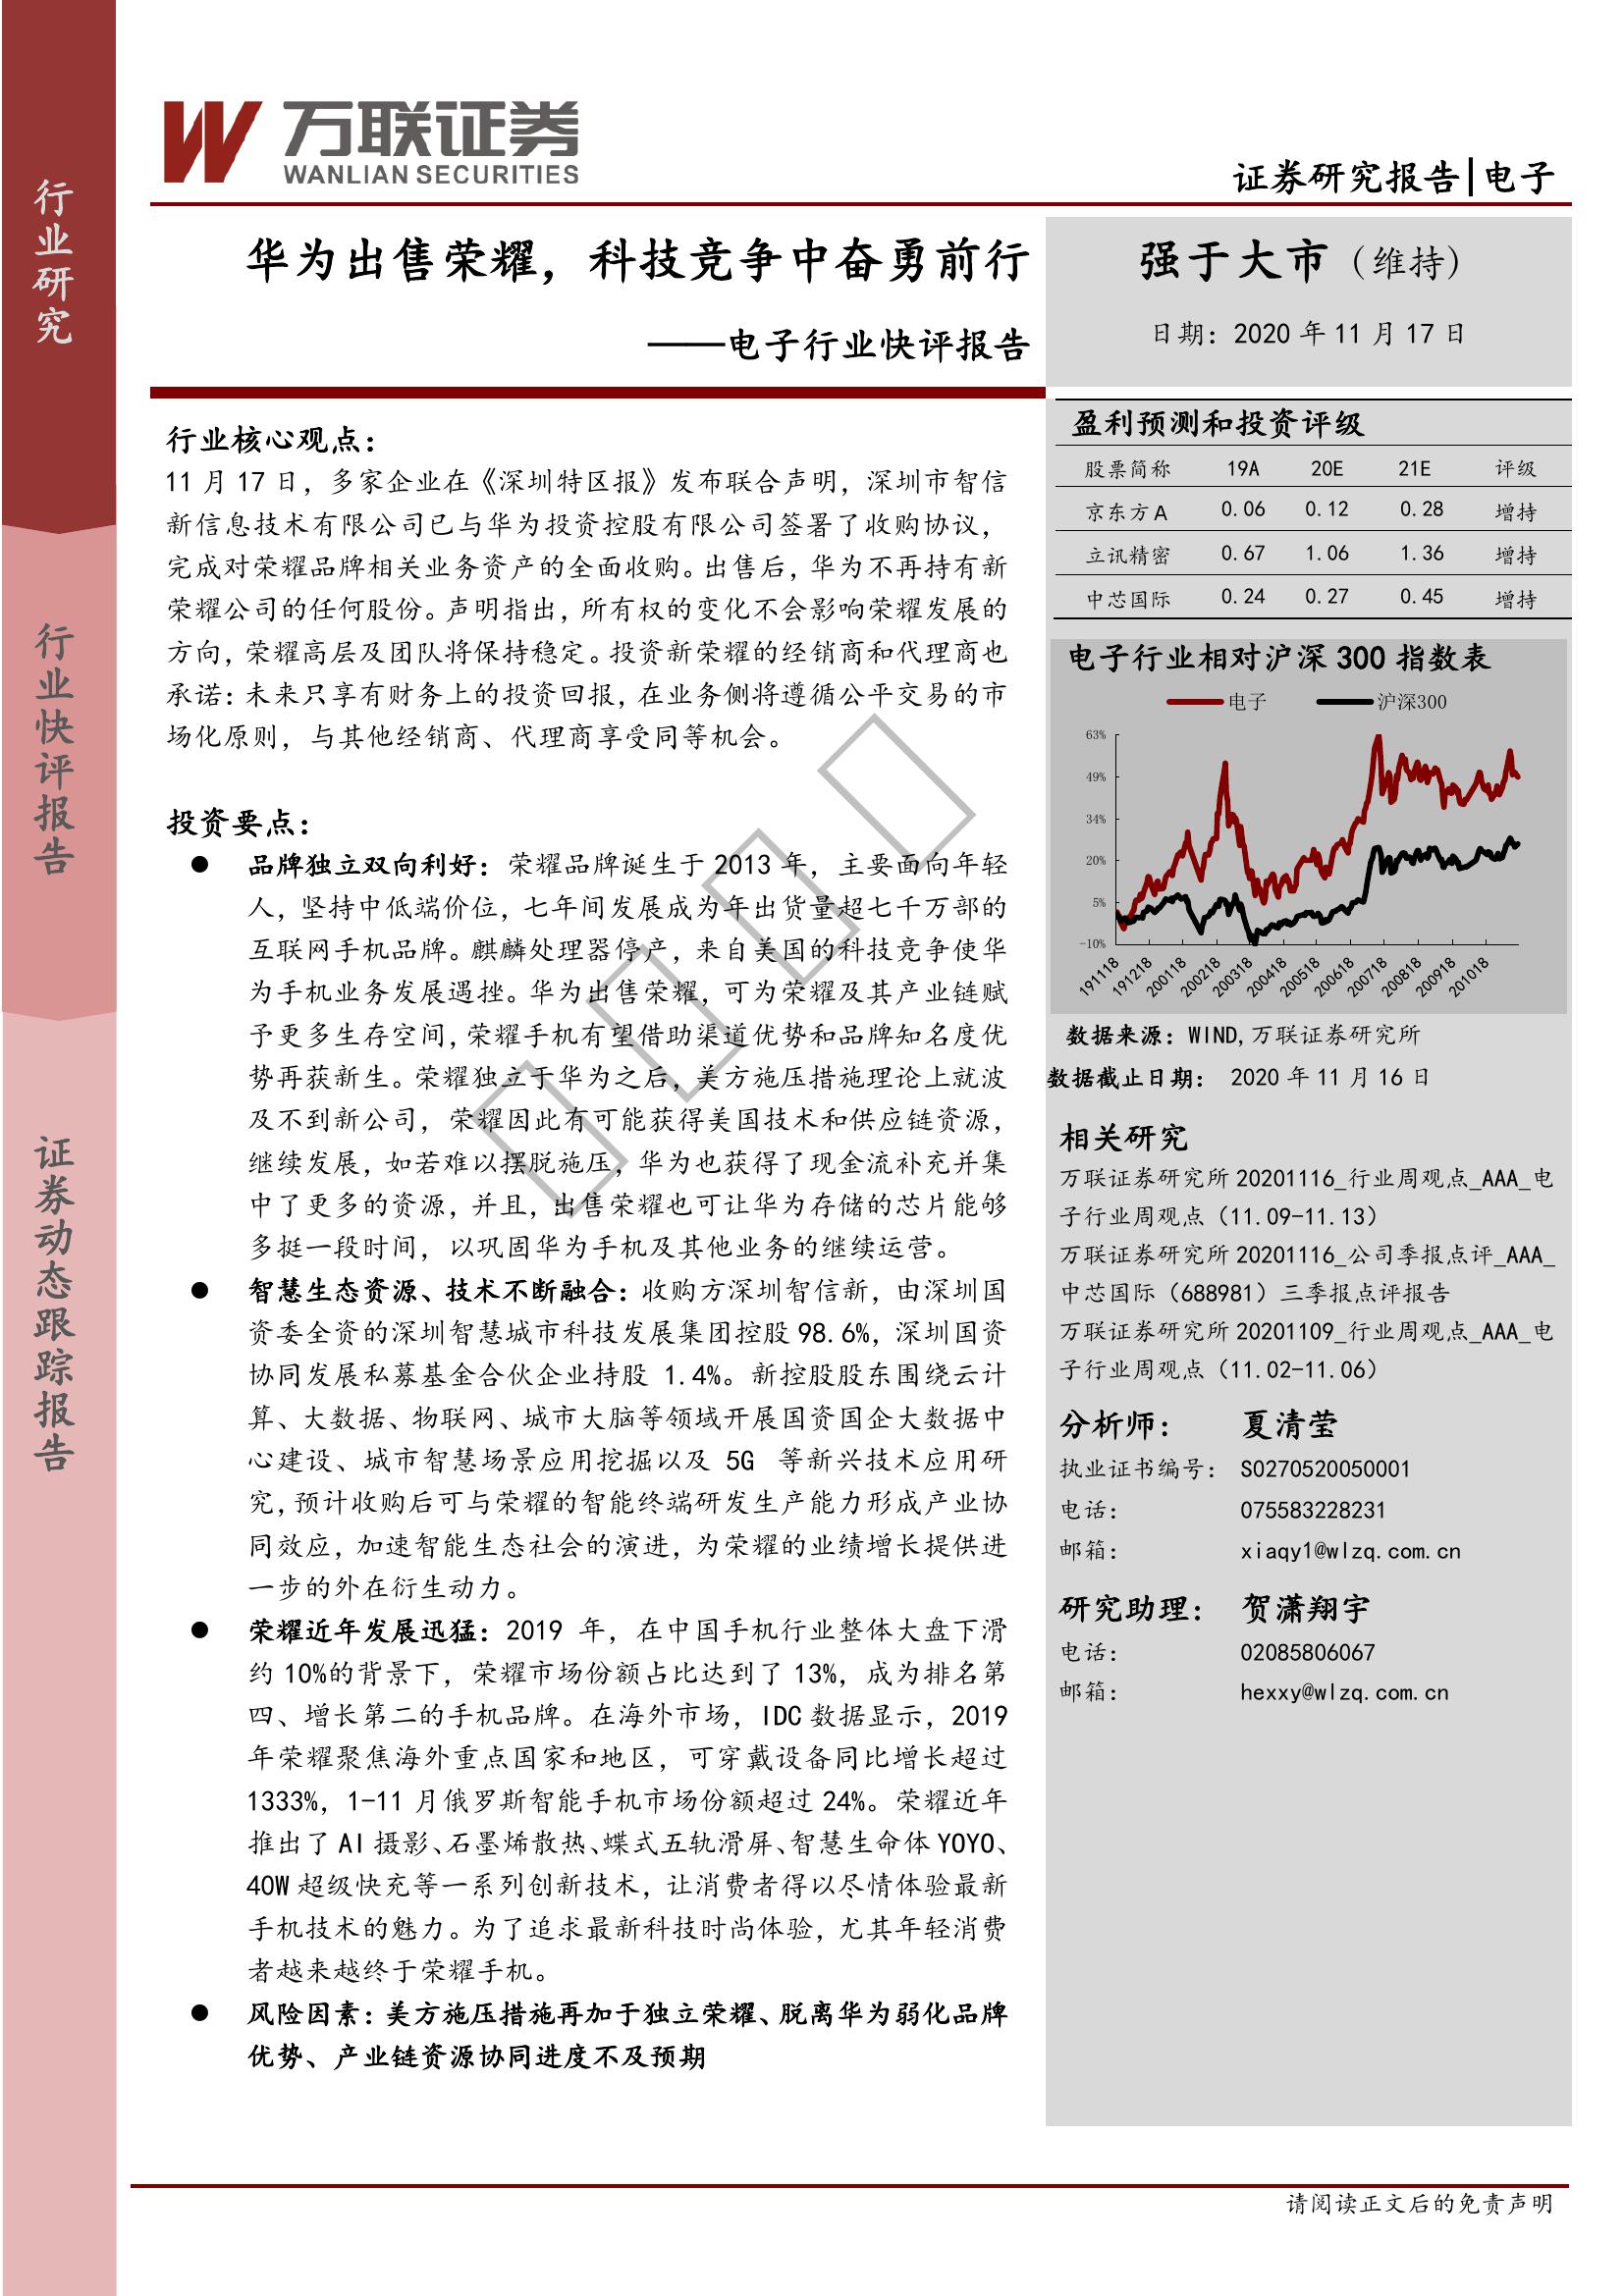 行业研究
行业快评报告
证券动态跟踪报告
万联证券
WANLIAN SECURITIES
证券研究报告|电子
华为出售荣耀，科技竞争中奋勇前行
——电子行业快评报告
强于大市（维持）
日期：2020 年 11 月 17 日
行业核心观点：
11 月 17 日，多家企业在《深圳特区报》发布联合声明，深圳市智信
新信息技术有限公司已与华为投资控股有限公司签署了收购协议，
完成对荣耀品牌相关业务资产的全面收购。出售后，华为不再持有新
荣耀公司的任何股份。声明指出，所有权的变化不会影响荣耀发展的
方向，荣耀高层及团队将保持稳定。投资新荣耀的经销商和代理商也
承诺：未来只享有财务上的投资回报，在业务侧将遵循公平交易的市
场化原则，与其他经销商、代理商享受同等机会。
投资要点：
● 品牌独立双向利好：荣耀品牌诞生于 2013 年，主要面向年轻
人，坚持中低端价位，七年间发展成为年出货量超七千万部的
互联网手机品牌。麒麟处理器停产，来自美国的科技竞争使华
为手机业务发展遇挫。华为出售荣耀，可为荣耀及其产业链赋
予更多生存空间，荣耀手机有望借助渠道优势和品牌知名度优
势再获新生。荣耀独立于华为之后，美方施压措施理论上就波
及不到新公司，荣耀因此有可能获得美国技术和供应链资源，
继续发展，如若难以摆脱施压，华为也获得了现金流补充并集
中了更多的资源，并且，出售荣耀也可让华为存储的芯片能够
多挺一段时间，以巩固华为手机及其他业务的继续运营。
● 智慧生态资源、技术不断融合：收购方深圳智信新，由深圳国
资委全资的深圳智慧城市科技发展集团控股 98.6%，深圳国资
协同发展私募基金合伙企业持股 1.4%。新控股股东围绕云计
算、大数据、物联网、城市大脑等领域开展国资国企大数据中
心建设、城市智慧场景应用挖掘以及 5G 等新兴技术应用研
究，预计收购后可与荣耀的智能终端研发生产能力形成产业协
同效应，加速智能生态社会的演进，为荣耀的业绩增长提供进
一步的外在衍生动力。
● 荣耀近年发展迅猛：2019 年，在中国手机行业整体大盘下滑
约 10%的背景下，荣耀市场份额占比达到了 13%，成为排名第
四、增长第二的手机品牌。在海外市场，IDC 数据显示，2019
年荣耀聚焦海外重点国家和地区，可穿戴设备同比增长超过
1333%，1-11 月俄罗斯智能手机市场份额超过 24%。荣耀近年
推出了 AI 摄影、石墨烯散热、蝶式五轨滑屏、智慧生命体 YOYO、
40W 超级快充等一系列创新技术，让消费者得以尽情体验最新
手机技术的魅力。为了追求最新科技时尚体验，尤其年轻消费
者越来越终于荣耀手机。
● 风险因素：美方施压措施再加于独立荣耀、脱离华为弱化品牌
优势、产业链资源协同进度不及预期
盈利预测和投资评级
股票简称 19A 20E 21E 评级
京东方A 0.06 0.12 0.28 增持
立讯精密 0.67 1.06 1.36 增持
中芯国际 0.24 0.27 0.45 增持
电子行业相对沪深 300 指数表
电子 沪深300
63%
49%
34%
20%
5%
-10%
191118 191218 200118 200218 200318 200418 200518 200618 200718 200818 200918 201018
数据来源：WIND,万联证券研究所
数据截止日期： 2020 年 11 月 16 日
相关研究
万联证券研究所 20201116_行业周观点_AAA_电
子行业周观点（11.09-11.13）
万联证券研究所 20201116_公司季报点评_AAA_
中芯国际（688981）三季报点评报告
万联证券研究所 20201109_行业周观点_AAA_电
子行业周观点（11.02-11.06）
分析师： 夏清莹
执业证书编号： S0270520050001
电话： 075583228231
邮箱： xiaqy1@wlzq.com.cn
研究助理： 贺潇翔宇
电话： 02085806067
邮箱： hexxy@wlzq.com.cn
请阅读正文后的免责声明